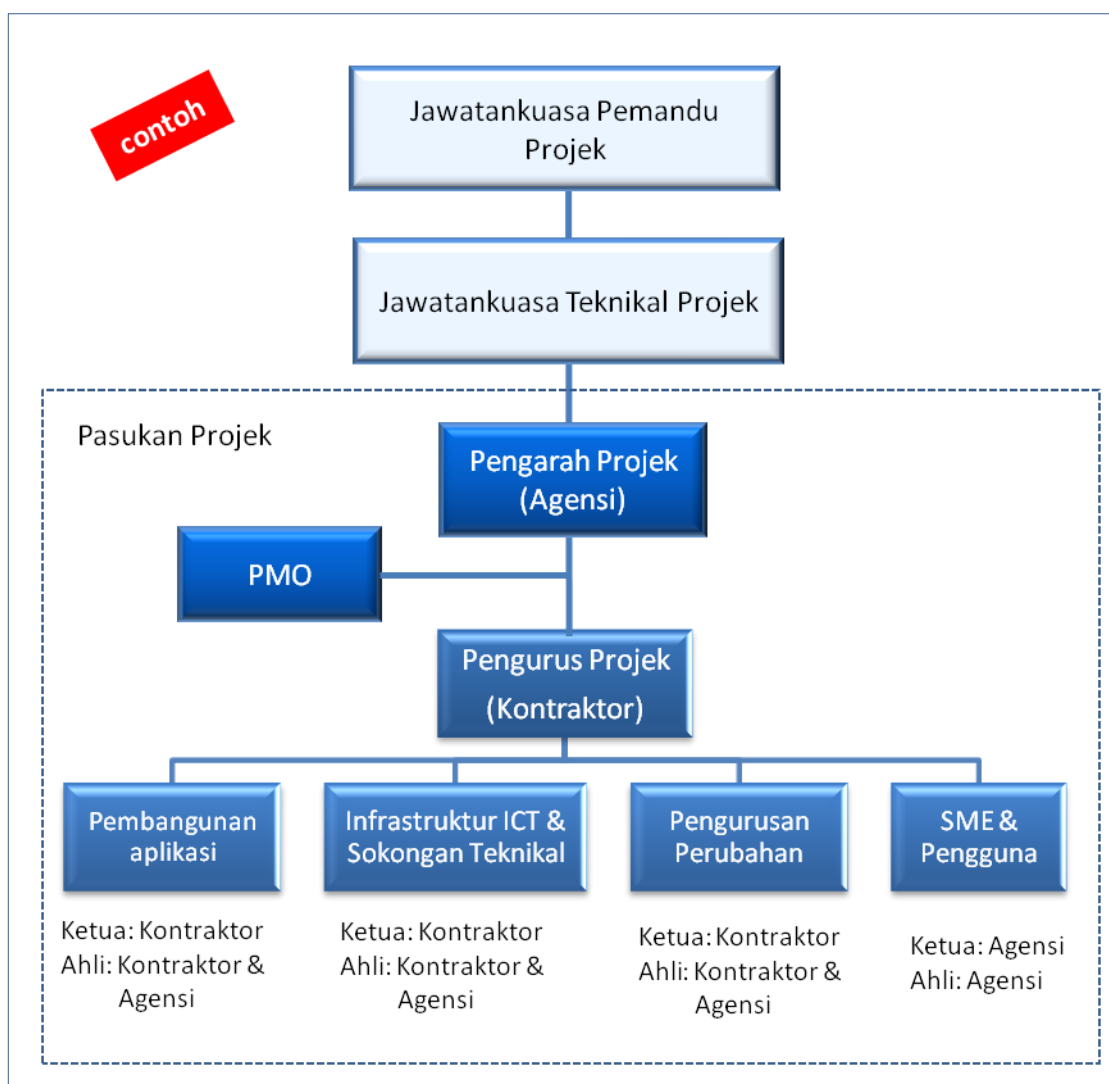 contoh
Jawatankuasa Pemandu
Projek
Jawatankuasa Teknikal Projek
Pasukan Projek
Pengarah Projek
(Agensi)
PMO
Pengurus Projek
(Kontraktor)
Pembangunan
aplikasi
Infrastruktur ICT &
Sokongan Teknikal
Pengurusan
Perubahan
SME &
Pengguna
Ketua: Kontraktor
Ahli: Kontraktor &
Agensi
Ketua: Kontraktor
Ahli: Kontraktor &
Agensi
Ketua: Kontraktor
Ahli: Kontraktor &
Agensi
Ketua: Agensi
Ahli: Agensi